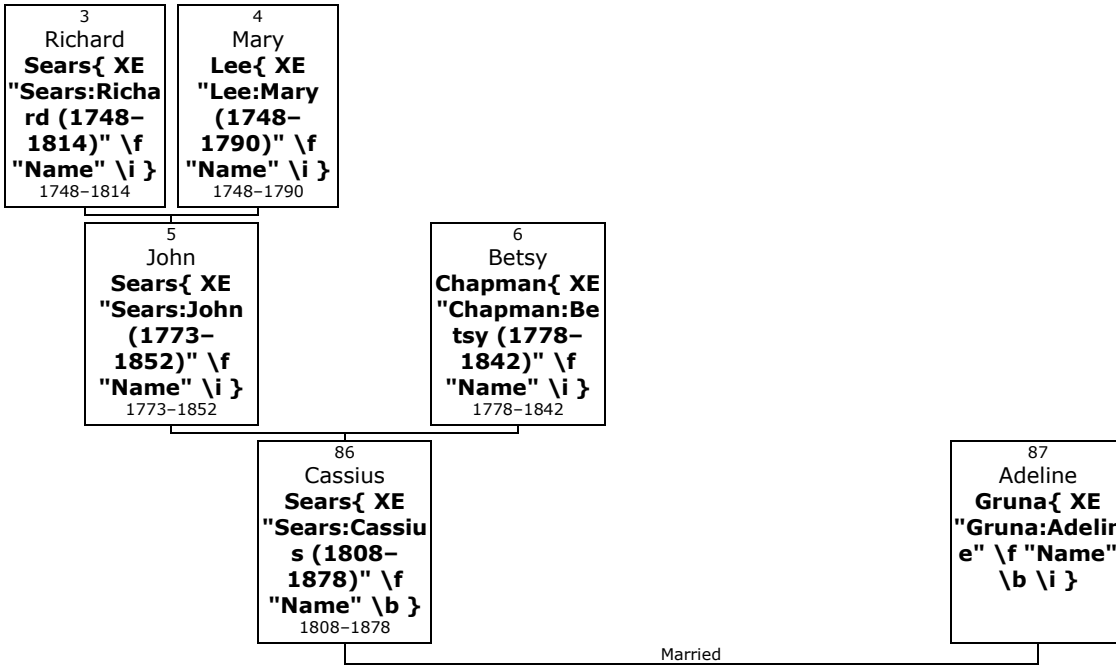 3
Richard
Sears{ XE
"Sears:Richa
rd (1748–
1814)" \f
"Name" \i }
1748–1814
4
Mary
Lee{ XE
"Lee:Mary
(1748–
1790)" \f
"Name" \i }
1748–1790
5
John
Sears{ XE
"Sears:John
(1773–
1852)" \f
"Name" \i }
1773–1852
6
Betsy
Chapman{ XE
"Chapman:Be
tsy (1778–
1842)" \f
"Name" \i }
1778–1842
86
Cassius
Sears{ XE
"Sears:Cassiu
s (1808–
1878)" \f
"Name" \b }
1808–1878
87
Adeline
Gruna{ XE
"Gruna:Adelin
e" \f "Name"
\b \i }
Married